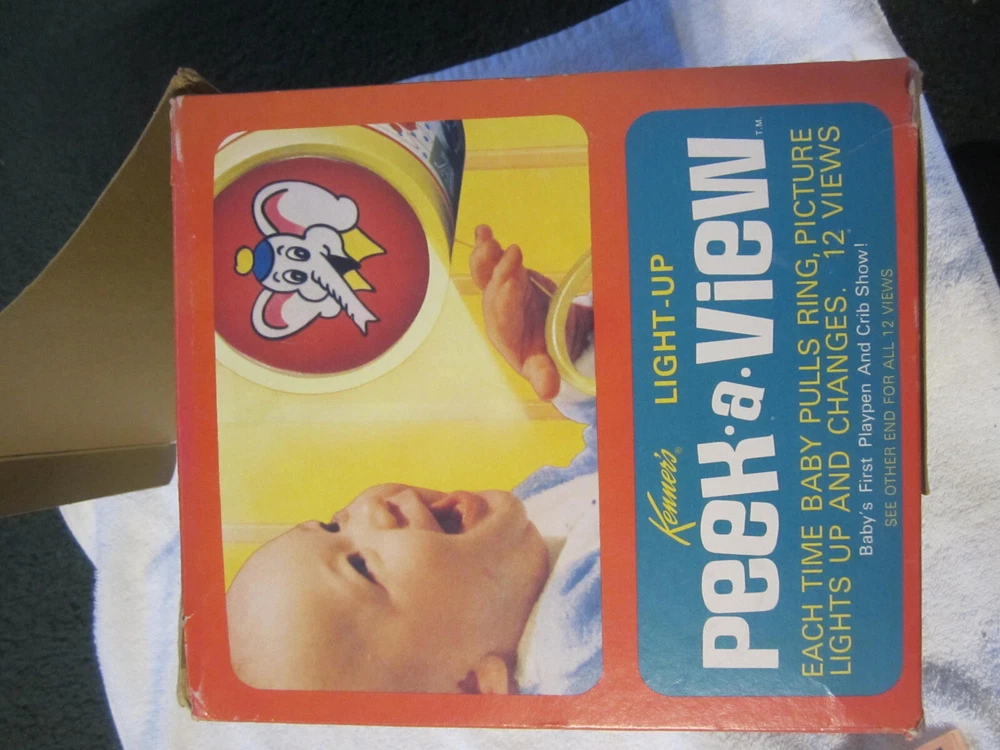 Kenner's® LIGHT-UP
Peek·a·View T.M.
EACH TIME BABY PULLS RING, PICTURE
LIGHTS UP AND CHANGES. 12 VIEWS
Baby's First Playpen And Crib Show!
SEE OTHER END FOR ALL 12 VIEWS